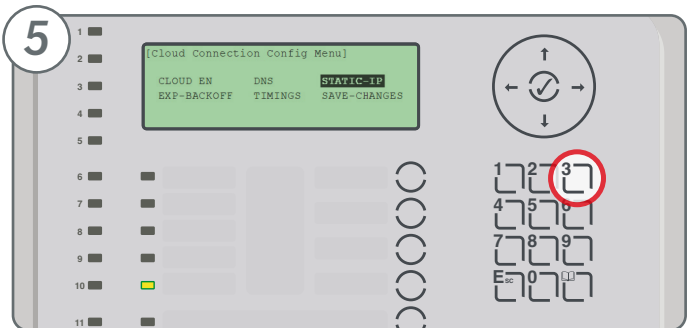 5
1
2
3
4
5
6
7
8
9
10
11
[Cloud Connection Config Menu]
CLOUD EN DNS STATIC-IP
EXP-BACKOFF TIMINGS SAVE-CHANGES
1 2 3
4 5 6
7 8 9
Esc 0